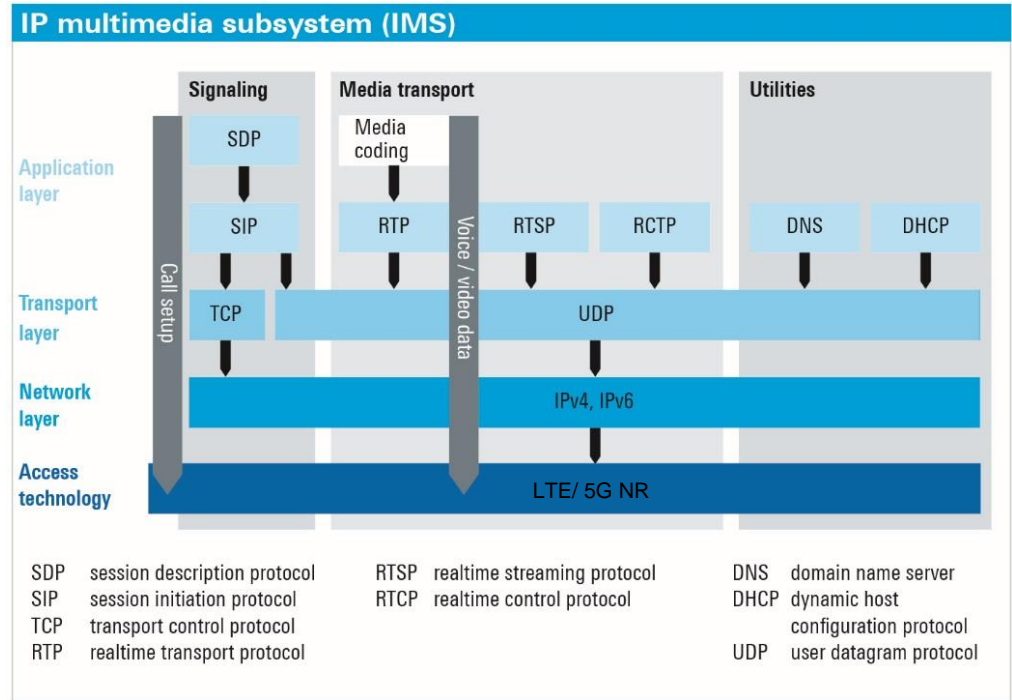 IP multimedia subsystem (IMS)
Signaling
Media transport
Utilities
Application
layer
SDP
Media
coding
SIP
RTP
RTSP
RCTP
DNS
DHCP
Call setup
Voice / video data
Transport
layer
TCP
UDP
Network
layer
IPv4, IPv6
Access
technology
LTE/ 5G NR
SDP session description protocol
SIP session initiation protocol
TCP transport control protocol
RTP realtime transport protocol
RTSP realtime streaming protocol
RTCP realtime control protocol
DNS domain name server
DHCP dynamic host
configuration protocol
UDP user datagram protocol